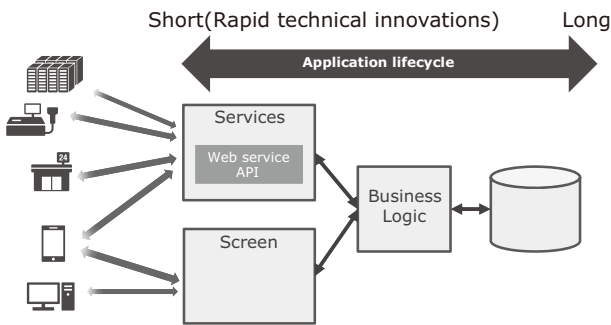 Short(Rapid technical innovations) Long
Application lifecycle
24
Services
Web service
API
Business
Logic
Screen